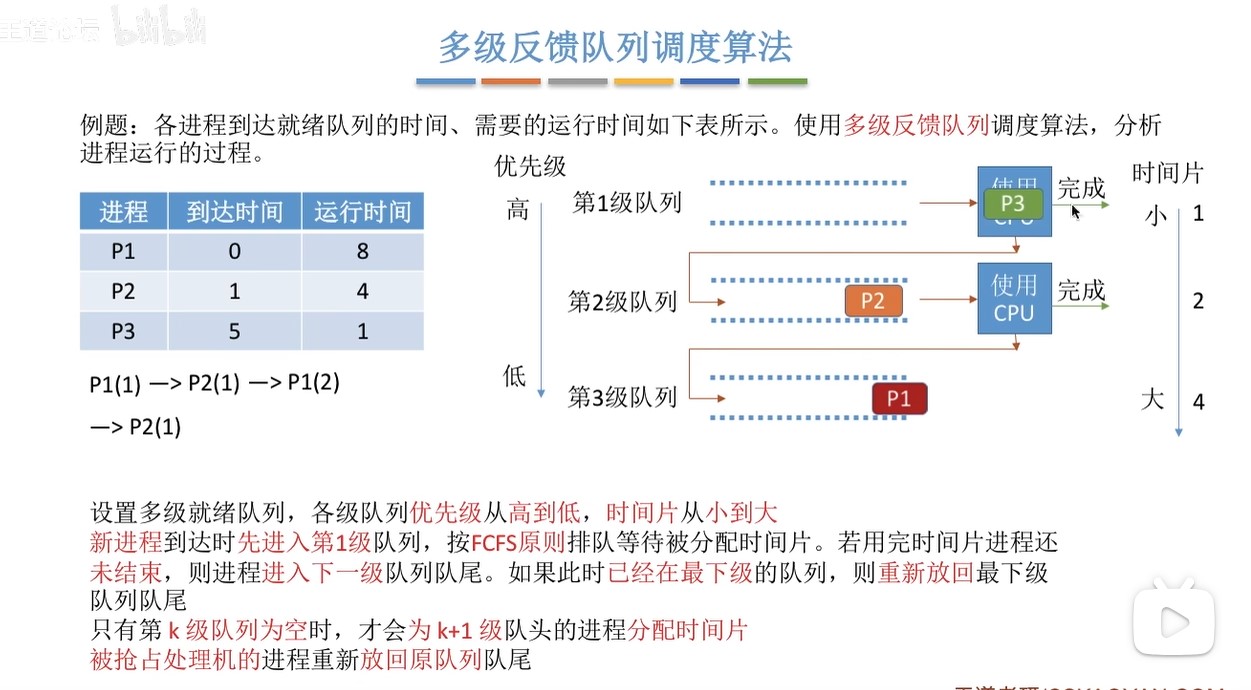 王道论坛 bilibili
多级反馈队列调度算法
例题：各进程到达就绪队列的时间、需要的运行时间如下表所示。使用多级反馈队列调度算法，分析
进程运行的过程。
进程 到达时间 运行时间
P1 0 8
P2 1 4
P3 5 1
P1(1) —> P2(1) —> P1(2)
—> P2(1)
优先级
高
低
第1级队列
P3
完成
第2级队列
P2
使用
CPU
完成
第3级队列
P1
时间片
小 1
2
大 4
设置多级就绪队列，各级队列优先级从高到低，时间片从小到大
新进程到达时先进入第1级队列，按FCFS原则排队等待被分配时间片。若用完时间片进程还
未结束，则进程进入下一级队列队尾。如果此时已经在最下级的队列，则重新放回最下级
队列队尾
只有第 k 级队列为空时，才会为 k+1 级队头的进程分配时间片
被抢占处理机的进程重新放回原队列队尾